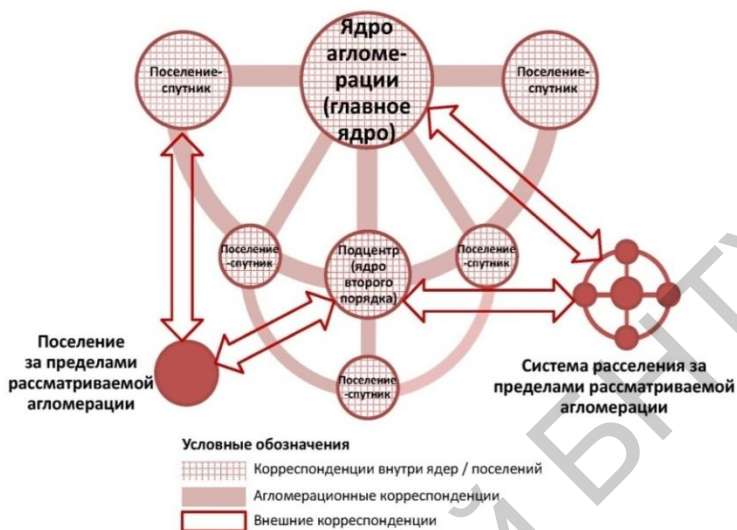 Ядро
агломе-
рации
(главное
ядро)
Поселение-
спутник
Поселение-
спутник
Поселение
-спутник
Подцентр
(ядро
второго
порядка)
Поселение
-спутник
Поселение
за пределами
рассматриваемой
агломерации
Поселение
-спутник
Система расселения за
пределами рассматриваемой
агломерации
Условные обозначения
Корреспонденции внутри ядер / поселений
Агломерационные корреспонденции
Внешние корреспонденции
Й БНТУ